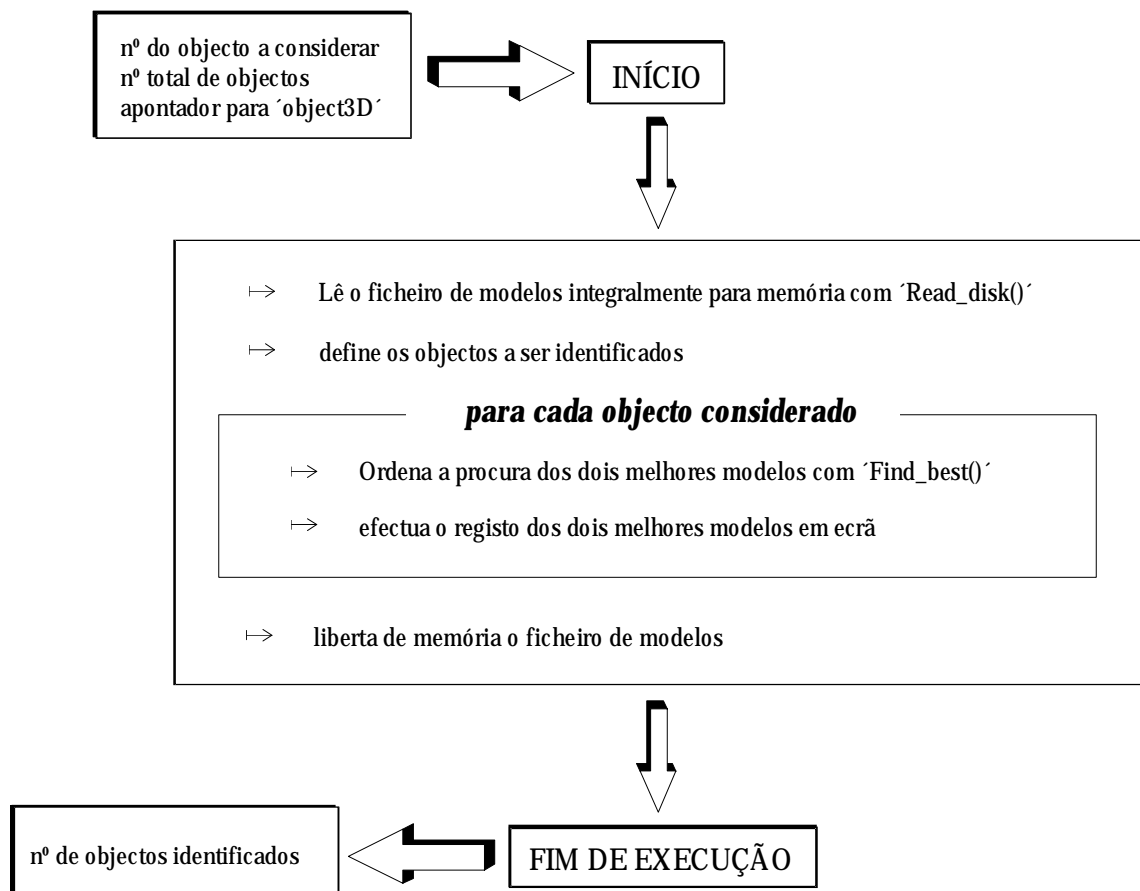 nº do objecto a considerar
nº total de objectos
apontador para ´object3D´
INÍCIO
Lê o ficheiro de modelos integralmente para memória com ´Read_disk()´
define os objectos a ser identificados
para cada objecto considerado
Ordena a procura dos dois melhores modelos com ´Find_best()´
efectua o registo dos dois melhores modelos em ecrã
liberta de memória o ficheiro de modelos
nº de objectos identificados
FIM DE EXECUÇÃO